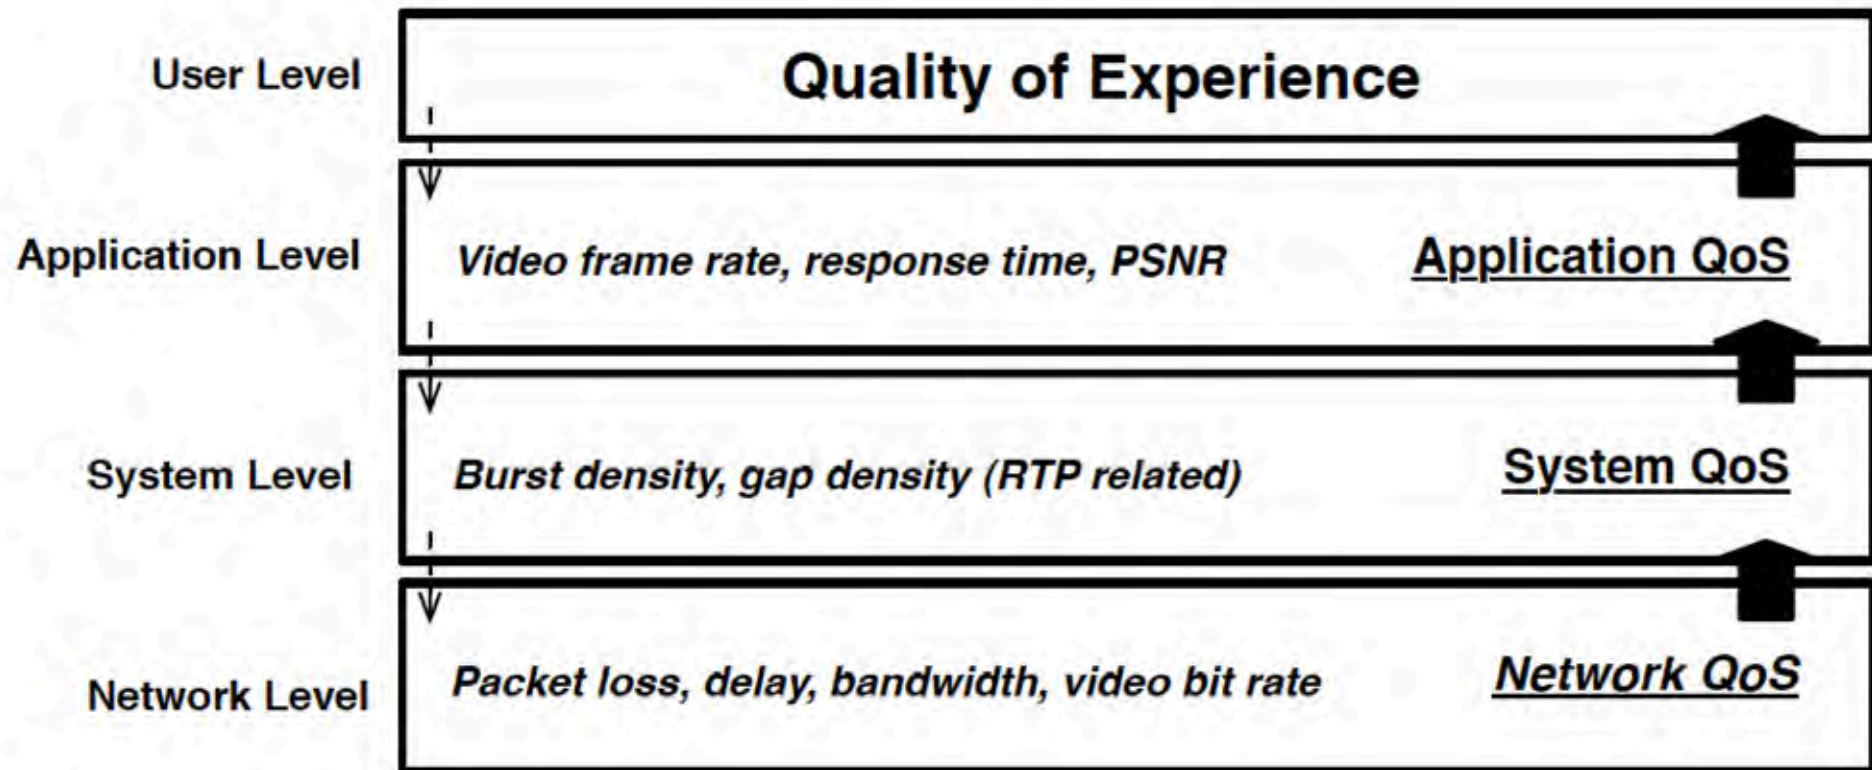 User Level
Quality of Experience
Application Level
Video frame rate, response time, PSNR
Application QoS
System Level
Burst density, gap density (RTP related)
System QoS
Network Level
Packet loss, delay, bandwidth, video bit rate
Network QoS